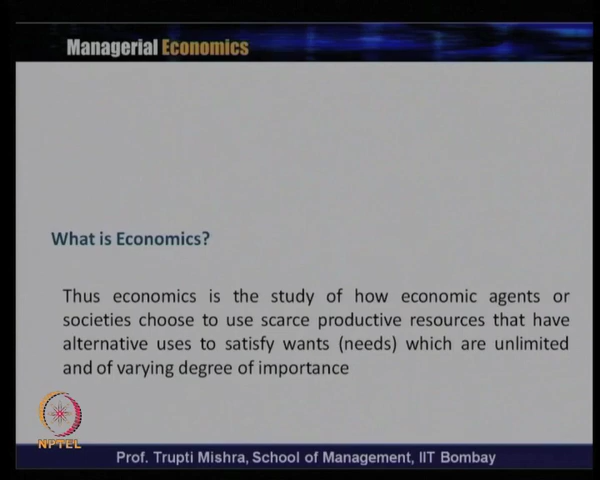 Managerial Economics
What is Economics?
Thus economics is the study of how economic agents or
societies choose to use scarce productive resources that have
alternative uses to satisfy wants (needs) which are unlimited
and of varying degree of importance
NPTEL
Prof. Trupti Mishra, School of Management, IIT Bombay